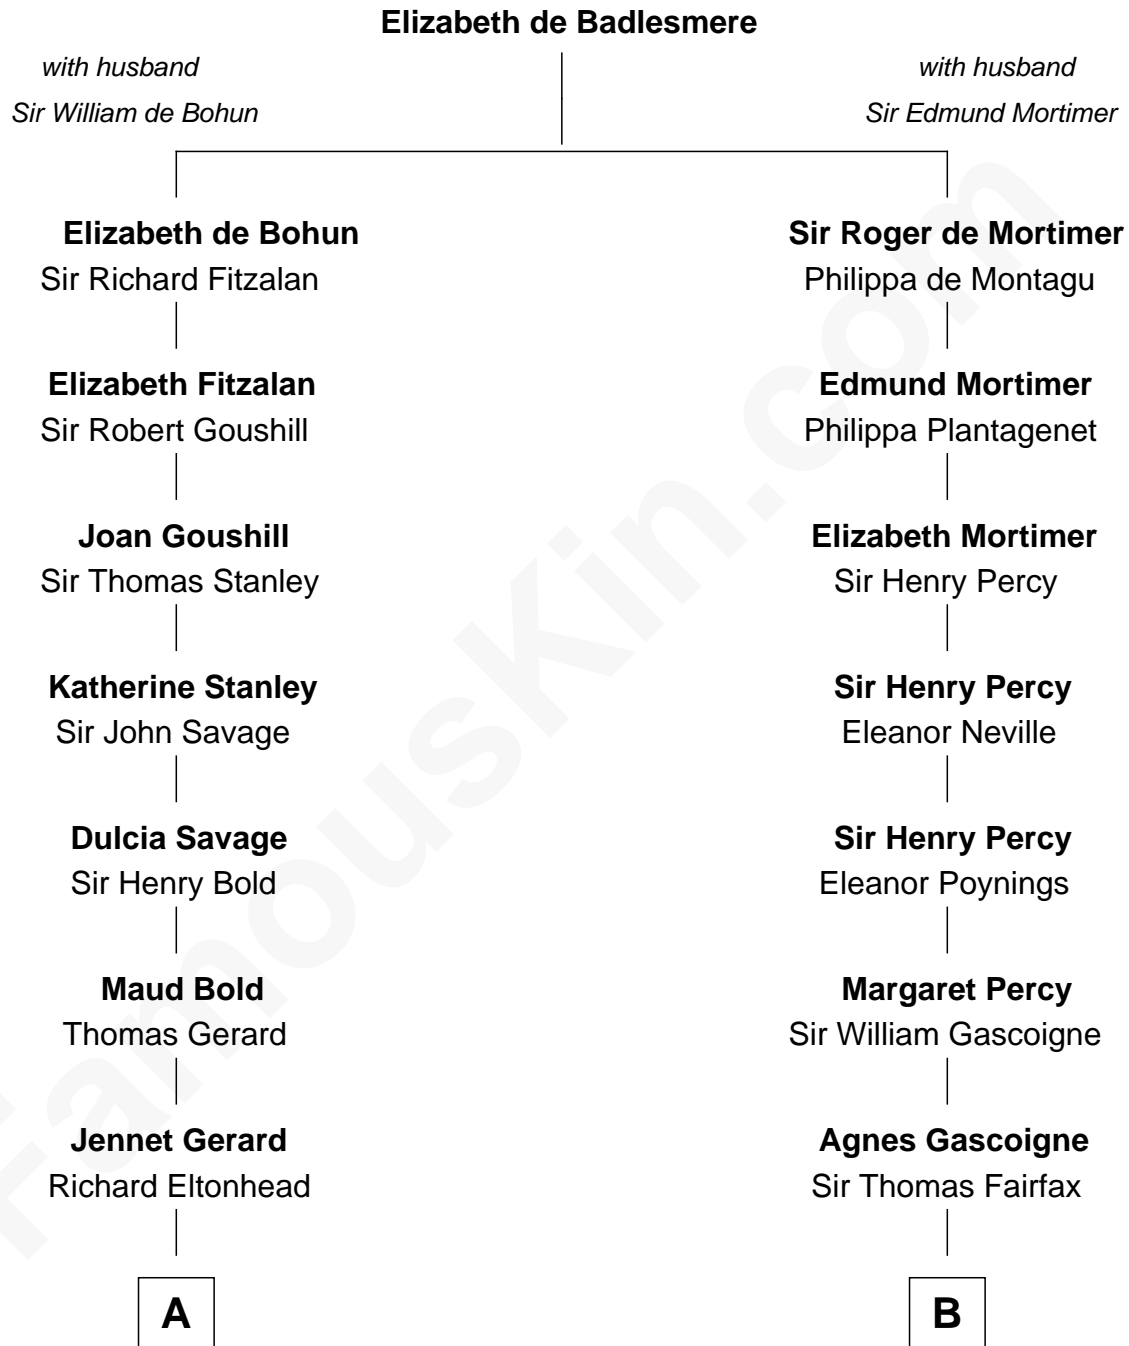 Elizabeth de Badlesmere
with husband
Sir William de Bohun
with husband
Sir Edmund Mortimer
Elizabeth de Bohun
Sir Richard Fitzalan
Sir Roger de Mortimer
Philippa de Montagu
Elizabeth Fitzalan
Sir Robert Goushill
Edmund Mortimer
Philippa Plantagenet
Joan Goushill
Sir Thomas Stanley
Elizabeth Mortimer
Sir Henry Percy
Katherine Stanley
Sir John Savage
Sir Henry Percy
Eleanor Neville
Dulcia Savage
Sir Henry Bold
Sir Henry Percy
Eleanor Poynings
Maud Bold
Thomas Gerard
Margaret Percy
Sir William Gascoigne
Jennet Gerard
Richard Eltonhead
Agnes Gascoigne
Sir Thomas Fairfax
A
B
FamousKin.com